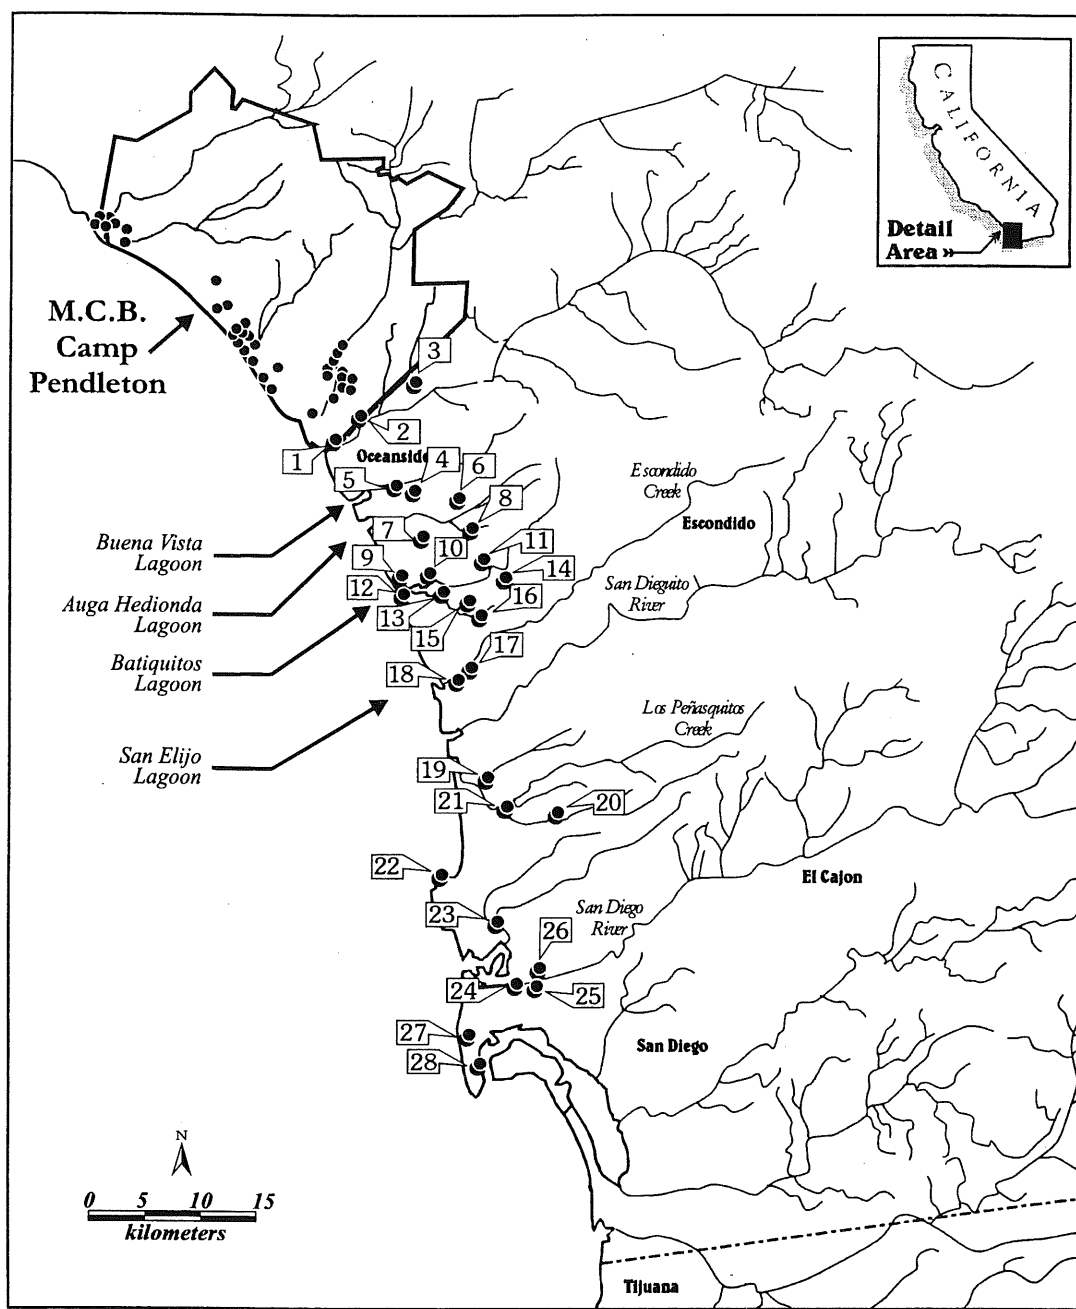 CALIFORNIA
Detail
Area »
M.C.B.
Camp
Pendleton
3
2
1
Oceanside
4
5
6
Escondido
Creek
8
Escondido
Buena Vista
Lagoon
7
11
10
9
14
12
San Dieguito
River
16
13
Auga Hedionda
Lagoon
15
17
Batiquitos
Lagoon
18
Los Peñasquitos
Creek
San Elijo
Lagoon
19
21
20
22
El Cajon
San Diego
River
23
26
24
25
27
San Diego
28
N
0 5 10 15
kilometers
Tijuana